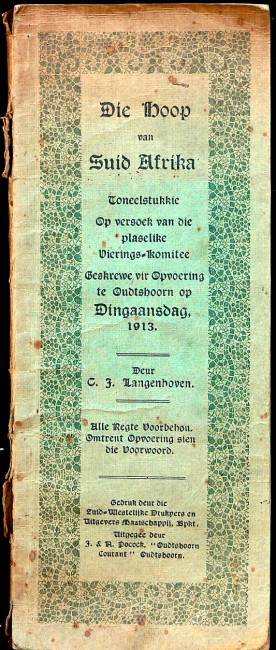 Die Hoop
van
Suid Afrika
Toneelstukkie
Op versoek van die
plaselike
Vierings-Komitee
Geskrewe vir Opvoering
te Oudtshoorn op
Dingaansdag,
1913.
Deur
C. J. Langenhoven.
Alle Regte Voorbehou.
Omtrent Opvoering sien
die Voorwoord.
Gedruk deur die
Zuid-Westelijke Drukpers en
Uitgevers Maatschappij, Bpkt.
Uitgegee deur
J. & H. Pocock, "Oudtshoorn
Courant" Oudtshoorn.